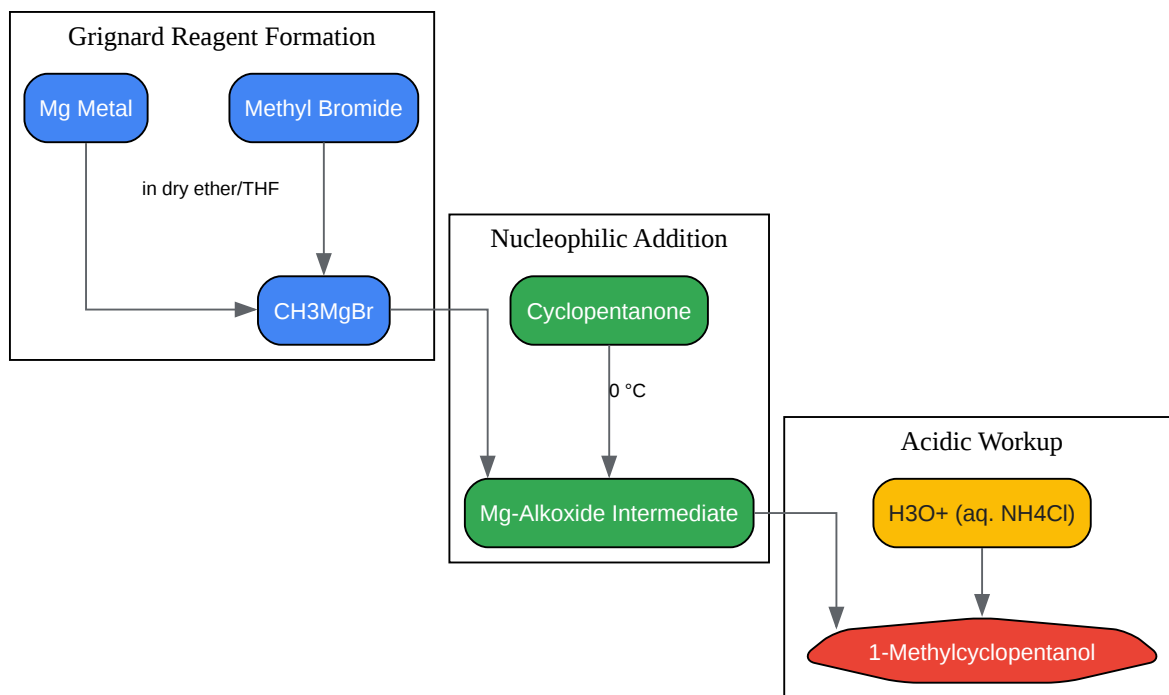 Grignard Reagent Formation
Mg Metal
Methyl Bromide
in dry ether/THF
CH3MgBr
Nucleophilic Addition
Cyclopentanone
0 °C
Mg-Alkoxide Intermediate
Acidic Workup
H3O+ (aq. NH4Cl)
1-Methylcyclopentanol